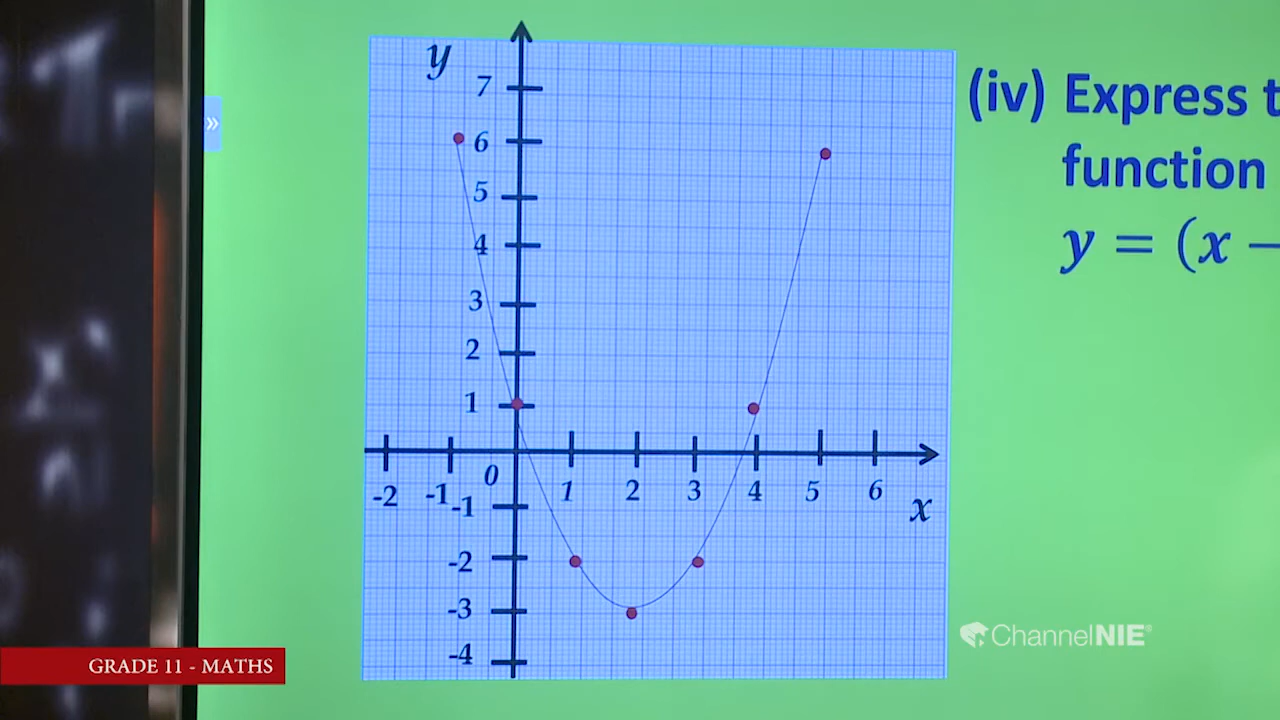 y
7
6
5
4
3
2
1
0
-2 -1 1 2 3 4 5 6
x
-1
-2
-3
-4
»
(iv) Express
function
y = (x −
ChannelNIE
GRADE 11 - MATHS